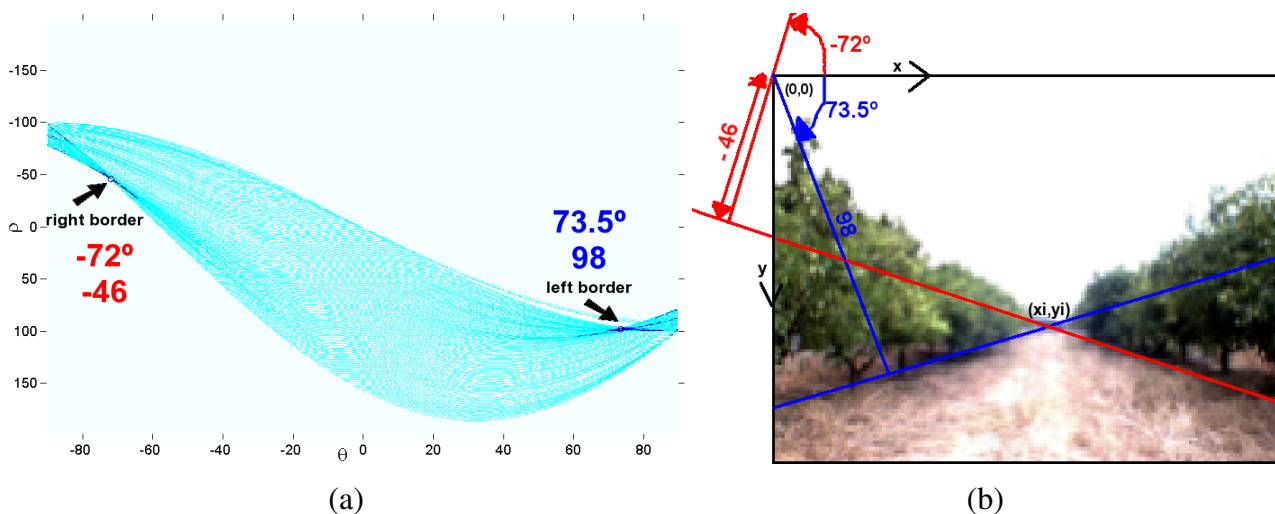 -150
-100
-50
0
50
100
150
ρ
right border
-72º
-46
73.5º
98
left border
-80
-60
-40
-20
0
20
40
60
80
θ
(a)
-72º
x
(0,0)
73.5º
- 46
98
y
(xi,yi)
(b)